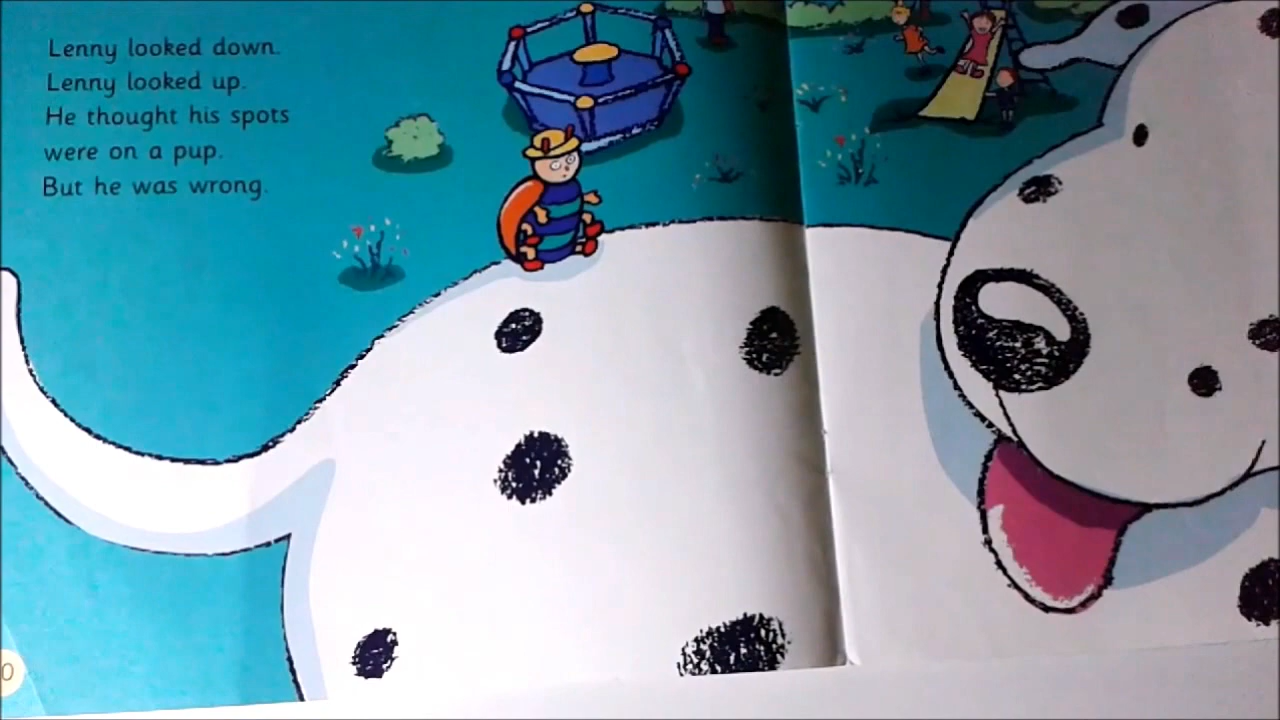 Lenny looked down.
Lenny looked up.
He thought his spots
were on a pup.
But he was wrong.